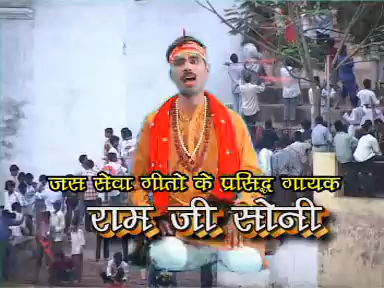 जस सेवा गीतो के प्रसिद्व गायक
राम जी सोनी